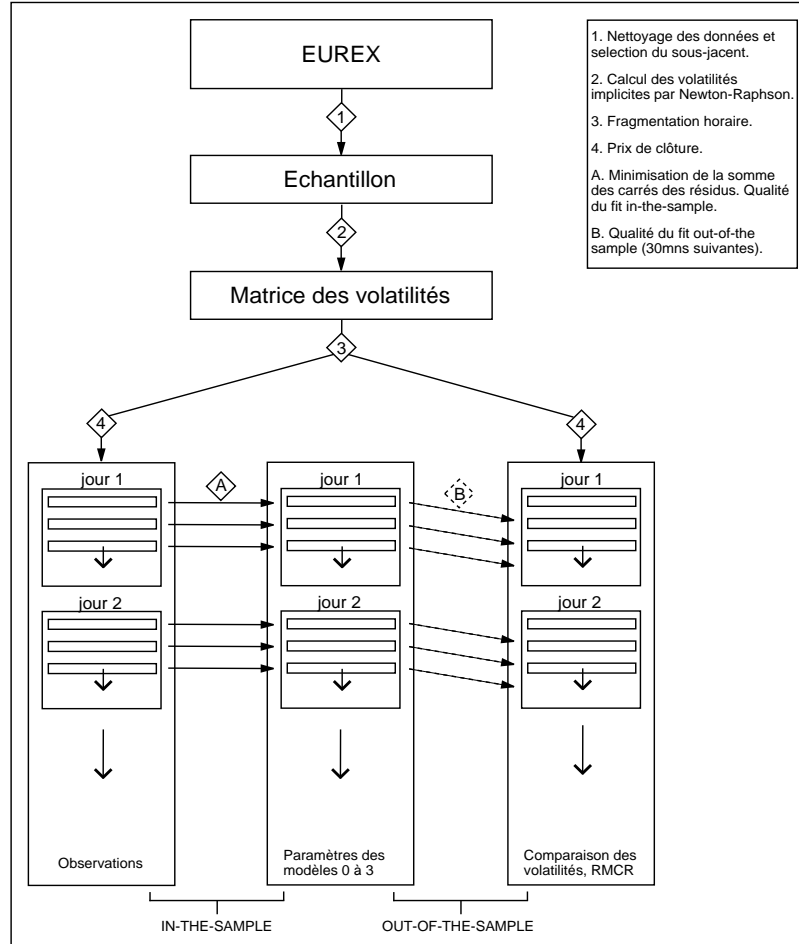 EUREX
1
Echantillon
2
Matrice des volatilités
3
4
4
1. Nettoyage des données et
selection du sous-jacent.
2. Calcul des volatilités
implicites par Newton-Raphson.
3. Fragmentation horaire.
4. Prix de clôture.
A. Minimisation de la somme
des carrés des résidus. Qualité
du fit in-the-sample.
B. Qualité du fit out-of-the
sample (30mns suivantes).
jour 1
A
jour 1
B
jour 1
jour 2
jour 2
jour 2
Observations
Paramètres des
modèles 0 à 3
Comparaison des
volatilités, RMCR
IN-THE-SAMPLE
OUT-OF-THE-SAMPLE